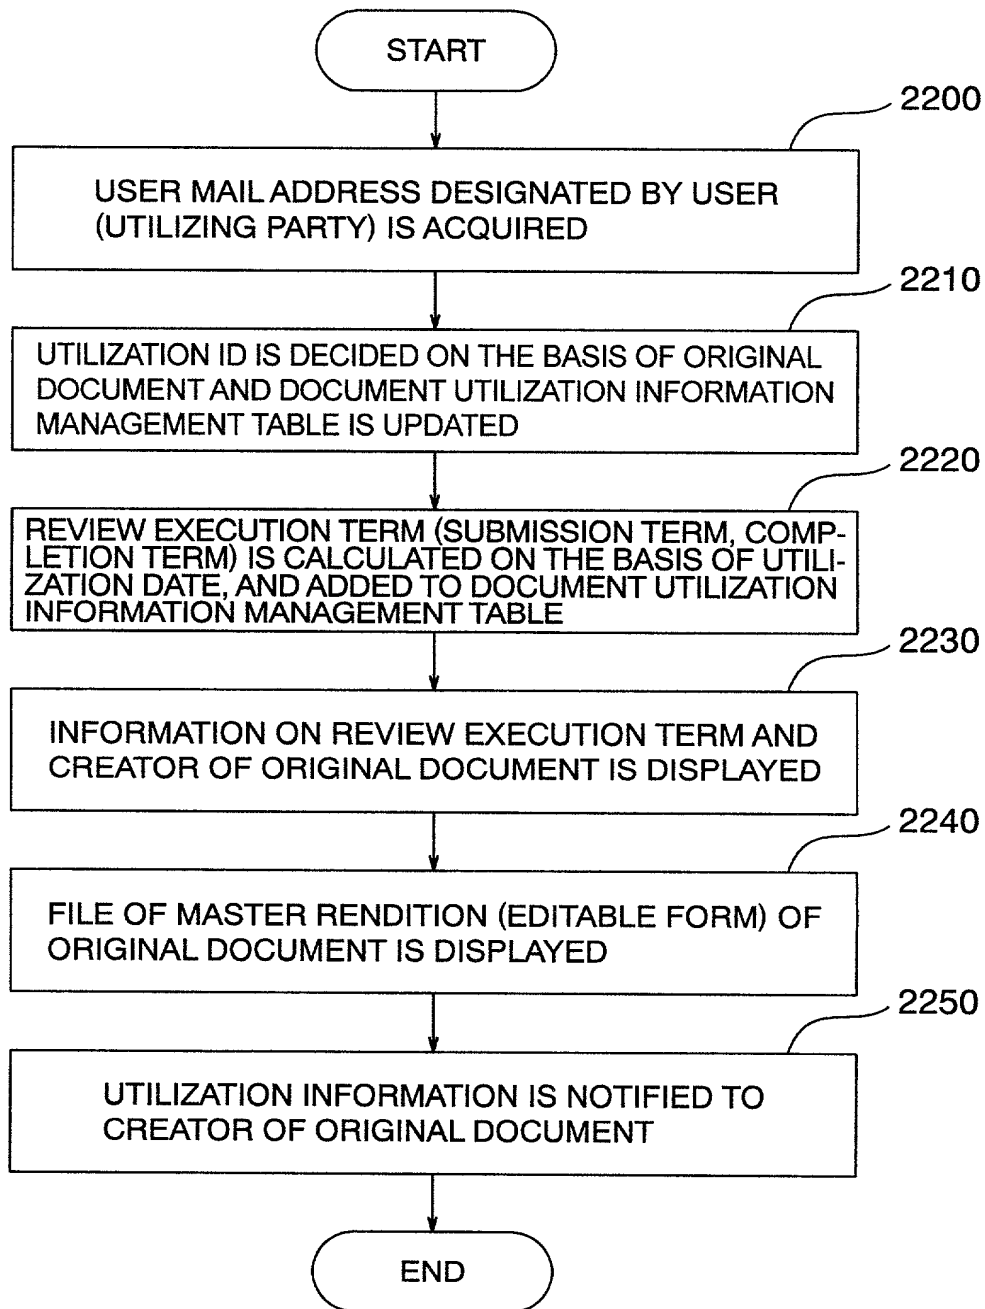 START
2200
USER MAIL ADDRESS DESIGNATED BY USER
(UTILIZING PARTY) IS ACQUIRED
2210
UTILIZATION ID IS DECIDED ON THE BASIS OF ORIGINAL
DOCUMENT AND DOCUMENT UTILIZATION INFORMATION
MANAGEMENT TABLE IS UPDATED
2220
REVIEW EXECUTION TERM (SUBMISSION TERM, COMP-
LETION TERM) IS CALCULATED ON THE BASIS OF UTILI-
ZATION DATE, AND ADDED TO DOCUMENT UTILIZATION
INFORMATION MANAGEMENT TABLE
2230
INFORMATION ON REVIEW EXECUTION TERM AND
CREATOR OF ORIGINAL DOCUMENT IS DISPLAYED
2240
FILE OF MASTER RENDITION (EDITABLE FORM) OF
ORIGINAL DOCUMENT IS DISPLAYED
2250
UTILIZATION INFORMATION IS NOTIFIED TO
CREATOR OF ORIGINAL DOCUMENT
END